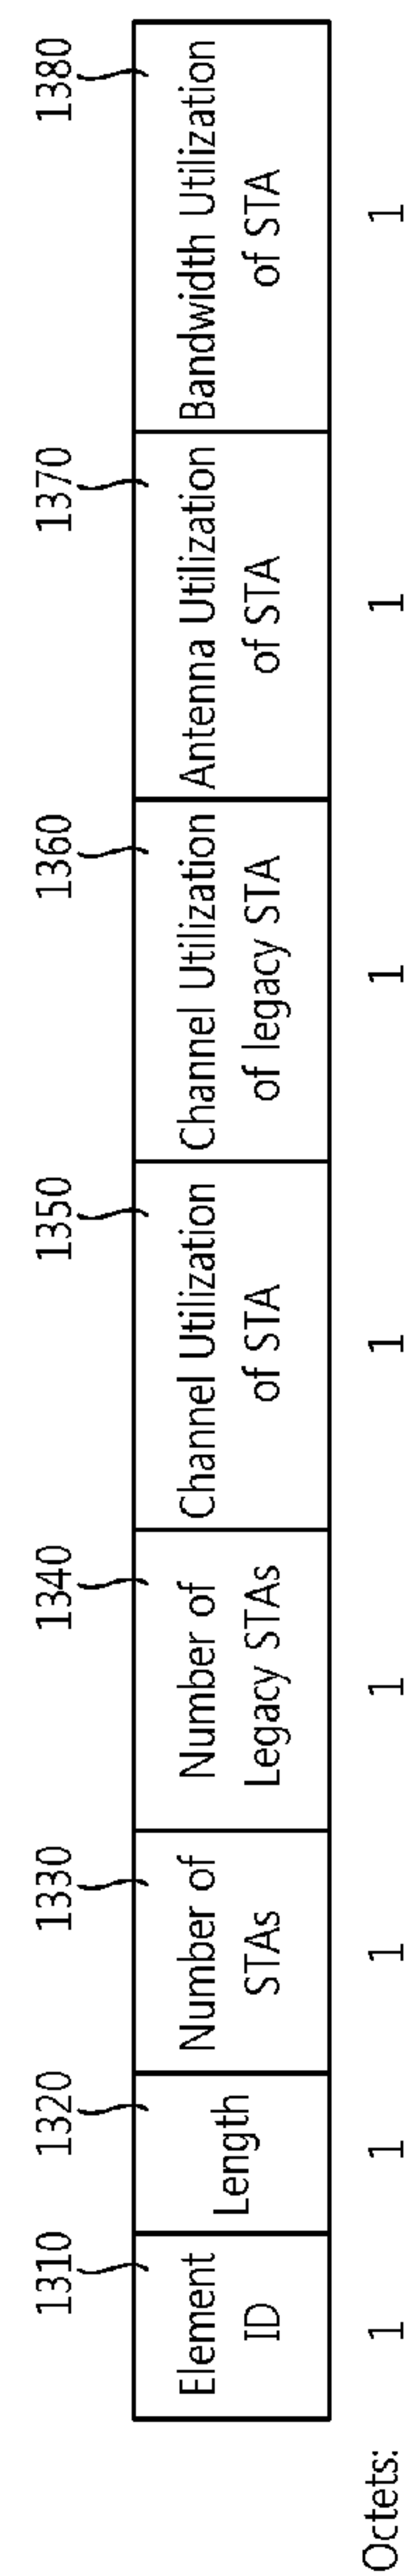 1310 1320 1330 1340 1350 1360 1370 1380
Element
ID
Length
Number of
STAs
Number of
Legacy STAs
Channel Utilization
of STA
Channel Utilization
of legacy STA
Antenna Utilization
of STA
Bandwidth Utilization
of STA
Octets: 1 1 1 1 1 1 1 1